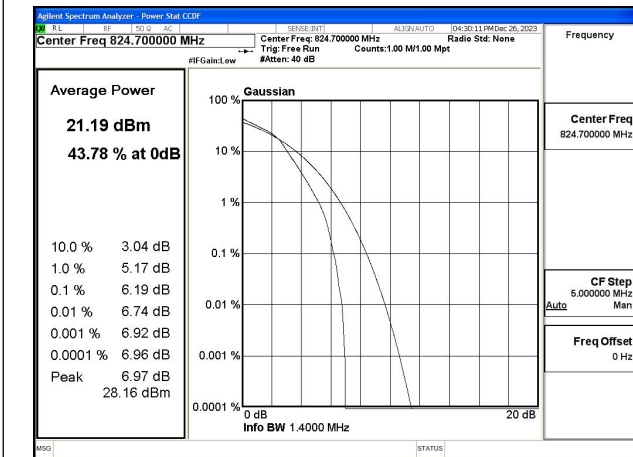 Agilent Spectrum Analyzer - Power Stat CCDF
LXI RL RF 50 Ω AC SENSE:INT ALIGNAUTO 04:30:11 PM Dec 26, 2023
Center Freq 824.700000 MHz
Center Freq: 824.700000 MHz Radio Std: None
Trig: Free Run Counts:1.00 M/1.00 Mpt
#IFGain:Low #Atten: 40 dB
Average Power
21.19 dBm
43.78 % at 0dB
10.0 % 3.04 dB
1.0 % 5.17 dB
0.1 % 6.19 dB
0.01 % 6.74 dB
0.001 % 6.92 dB
0.0001 % 6.96 dB
Peak 6.97 dB
28.16 dBm
Gaussian
100 %
10 %
1 %
0.1 %
0.01 %
0.001 %
0.0001 %
0 dB 20 dB
Info BW 1.4000 MHz
Frequency
Center Freq
824.700000 MHz
CF Step
5.000000 MHz
Auto Man
Freq Offset
0 Hz
MSG STATUS